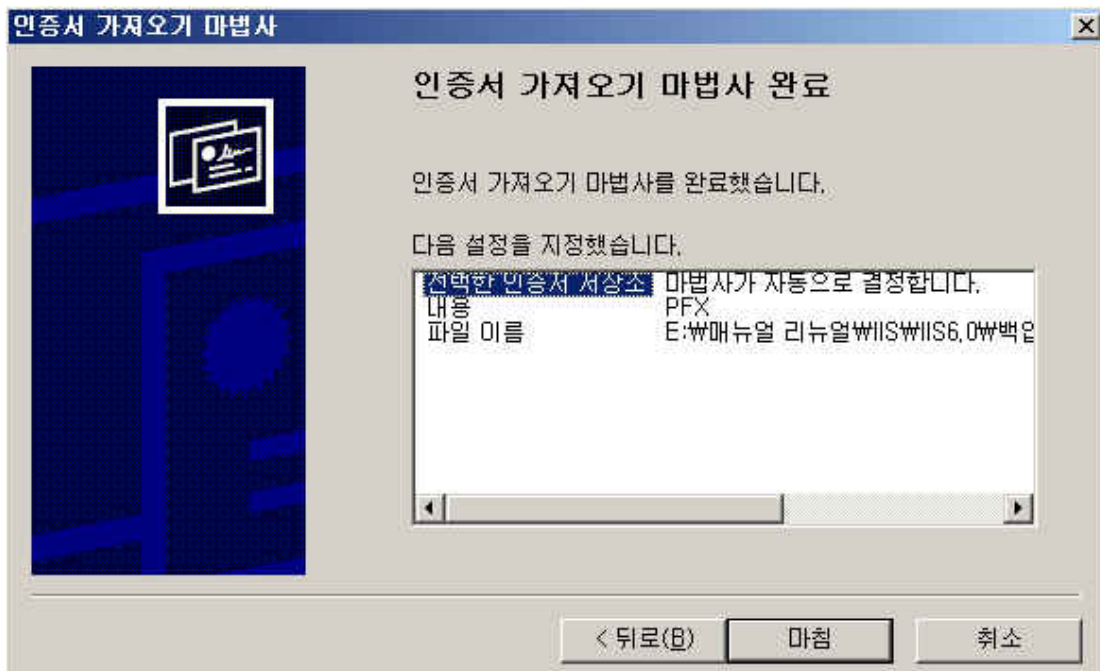 인증서 가져오기 마법사
인증서 가져오기 마법사 완료
인증서 가져오기 마법사를 완료했습니다.
다음 설정을 지정했습니다.
선택한 인증서 저장소 마법사가 자동으로 결정합니다.
내용 PFX
파일 이름 E:₩매뉴얼 리뉴얼₩IIS₩IIS6.0₩백업
< 뒤로(B) 마침 취소